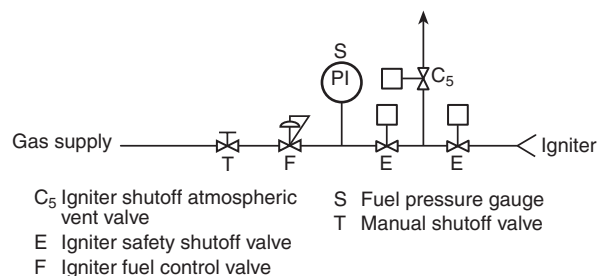 S
PI
C5
Gas supply
Igniter
T
F
E
E
C5 Igniter shutoff atmospheric
vent valve
E Igniter safety shutoff valve
F Igniter fuel control valve
S Fuel pressure gauge
T Manual shutoff valve